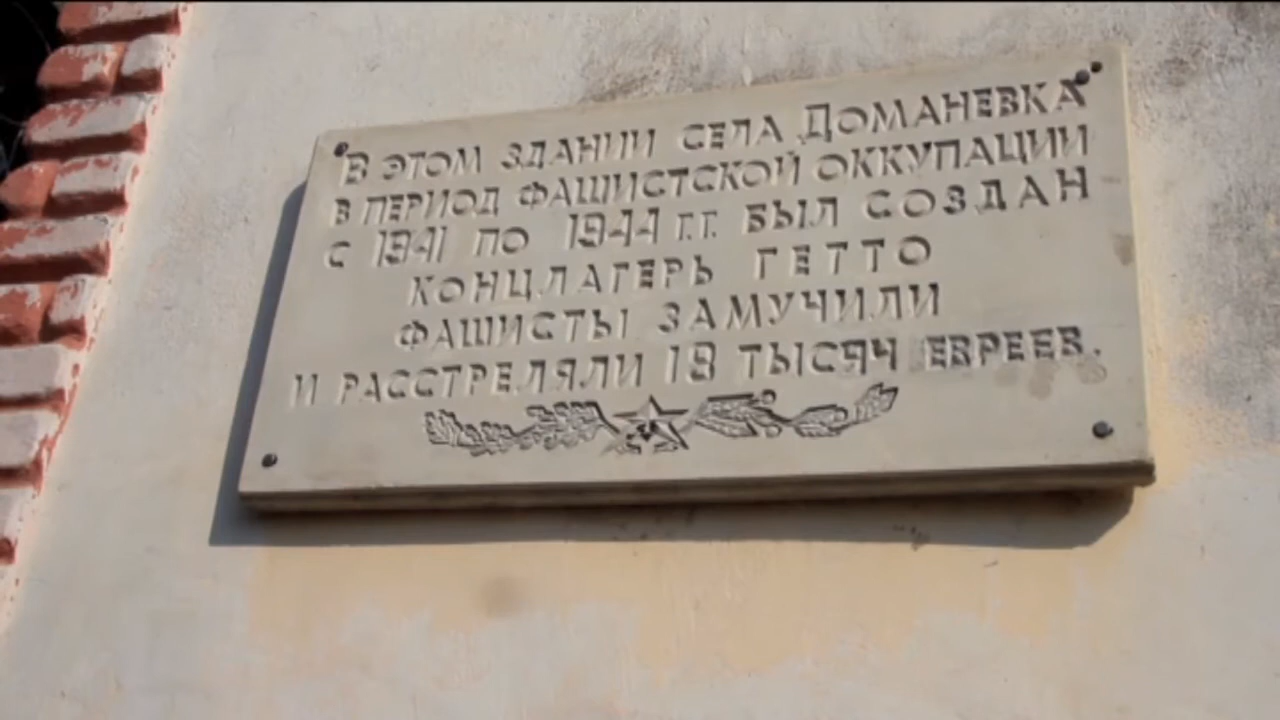 В ЭТОМ ЗДАНИИ СЕЛА ДОМАНЕВКА
В ПЕРИОД ФАШИСТСКОЙ ОККУПАЦИИ
С 1941 ПО 1944 Г.Г. БЫЛ СОЗДАН
КОНЦЛАГЕРЬ ГЕТТО
ФАШИСТЫ ЗАМУЧИЛИ
И РАССТРЕЛЯЛИ 18 ТЫСЯЧ ЕВРЕЕВ.